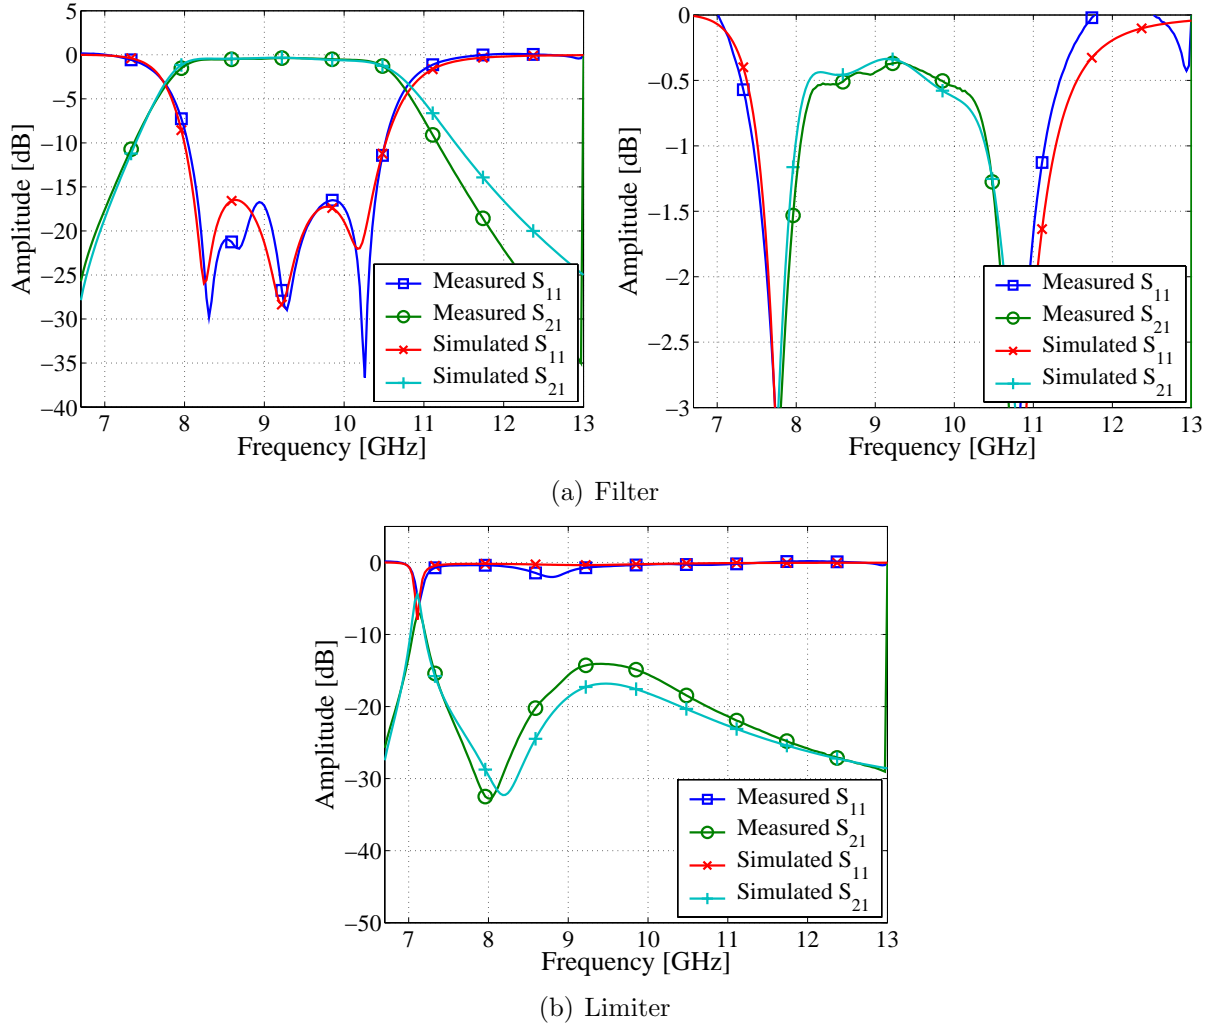 5
0
−5
−10
−15
−20
−25
−30
−35
−40
Amplitude [dB]
7
8
9
10
11
12
13
Frequency [GHz]
Measured S11
Measured S21
Simulated S11
Simulated S21
0
−0.5
−1
−1.5
−2
−2.5
−3
Amplitude [dB]
7
8
9
10
11
12
13
Frequency [GHz]
Measured S11
Measured S21
Simulated S11
Simulated S21
(a) Filter
0
−10
−20
−30
−40
−50
Amplitude [dB]
7
8
9
10
11
12
13
Frequency [GHz]
Measured S11
Measured S21
Simulated S11
Simulated S21
(b) Limiter